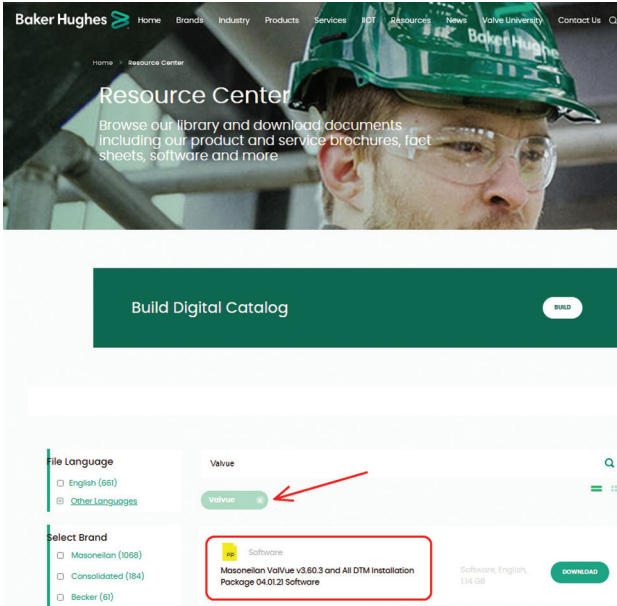 Baker Hughes Home Brands Industry Products Services IIOT Resources News Valve University Contact Us
Baker Hughes
Home > Resource Center
Resource Center
Browse our library and download documents
including our product and service brochures, fact
sheets, software and more
Build Digital Catalog BUILD
File Language
English (661)
Other Languages
Valvue
Valvue
Select Brand
Masoneilan (1068)
Consolidated (184)
Becker (61)
Software
Masoneilan ValVue v3.60.3 and All DTM Installation
Package 04.01.21 Software
Software, English,
1.14 GB
DOWNLOAD